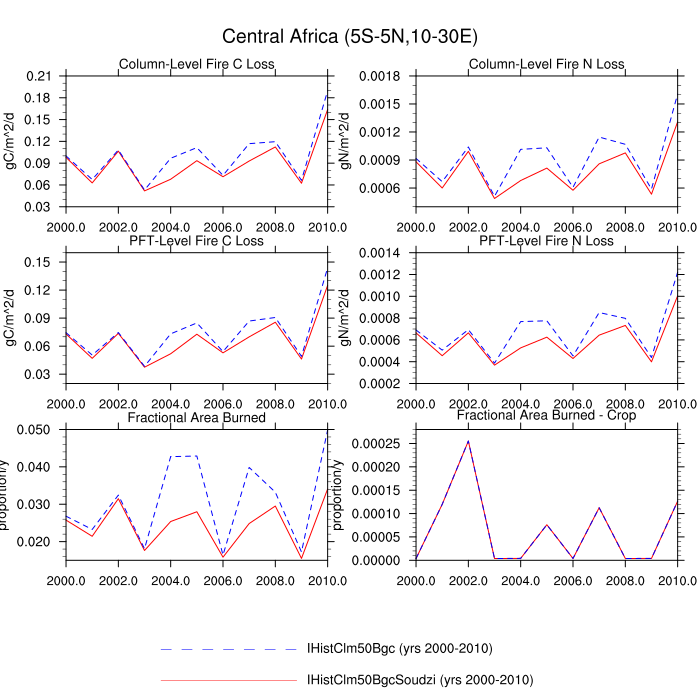 Central Africa (5S-5N,10-30E)
Column-Level Fire C Loss
gC/m^2/d
0.21
0.18
0.15
0.12
0.09
0.06
0.03
2000.0 2002.0 2004.0 2006.0 2008.0 2010.0
Column-Level Fire N Loss
gN/m^2/d
0.0018
0.0015
0.0012
0.0009
0.0006
2000.0 2002.0 2004.0 2006.0 2008.0 2010.0
PFT-Level Fire C Loss
gC/m^2/d
0.15
0.12
0.09
0.06
0.03
2000.0 2002.0 2004.0 2006.0 2008.0 2010.0
PFT-Level Fire N Loss
gN/m^2/d
0.0014
0.0012
0.0010
0.0008
0.0006
0.0004
0.0002
2000.0 2002.0 2004.0 2006.0 2008.0 2010.0
Fractional Area Burned
proportion/y
0.050
0.040
0.030
0.020
2000.0 2002.0 2004.0 2006.0 2008.0 2010.0
Fractional Area Burned - Crop
proportion/y
0.00025
0.00020
0.00015
0.00010
0.00005
0.00000
2000.0 2002.0 2004.0 2006.0 2008.0 2010.0
IHistClm50Bgc (yrs 2000-2010)
IHistClm50BgcSoudzi (yrs 2000-2010)